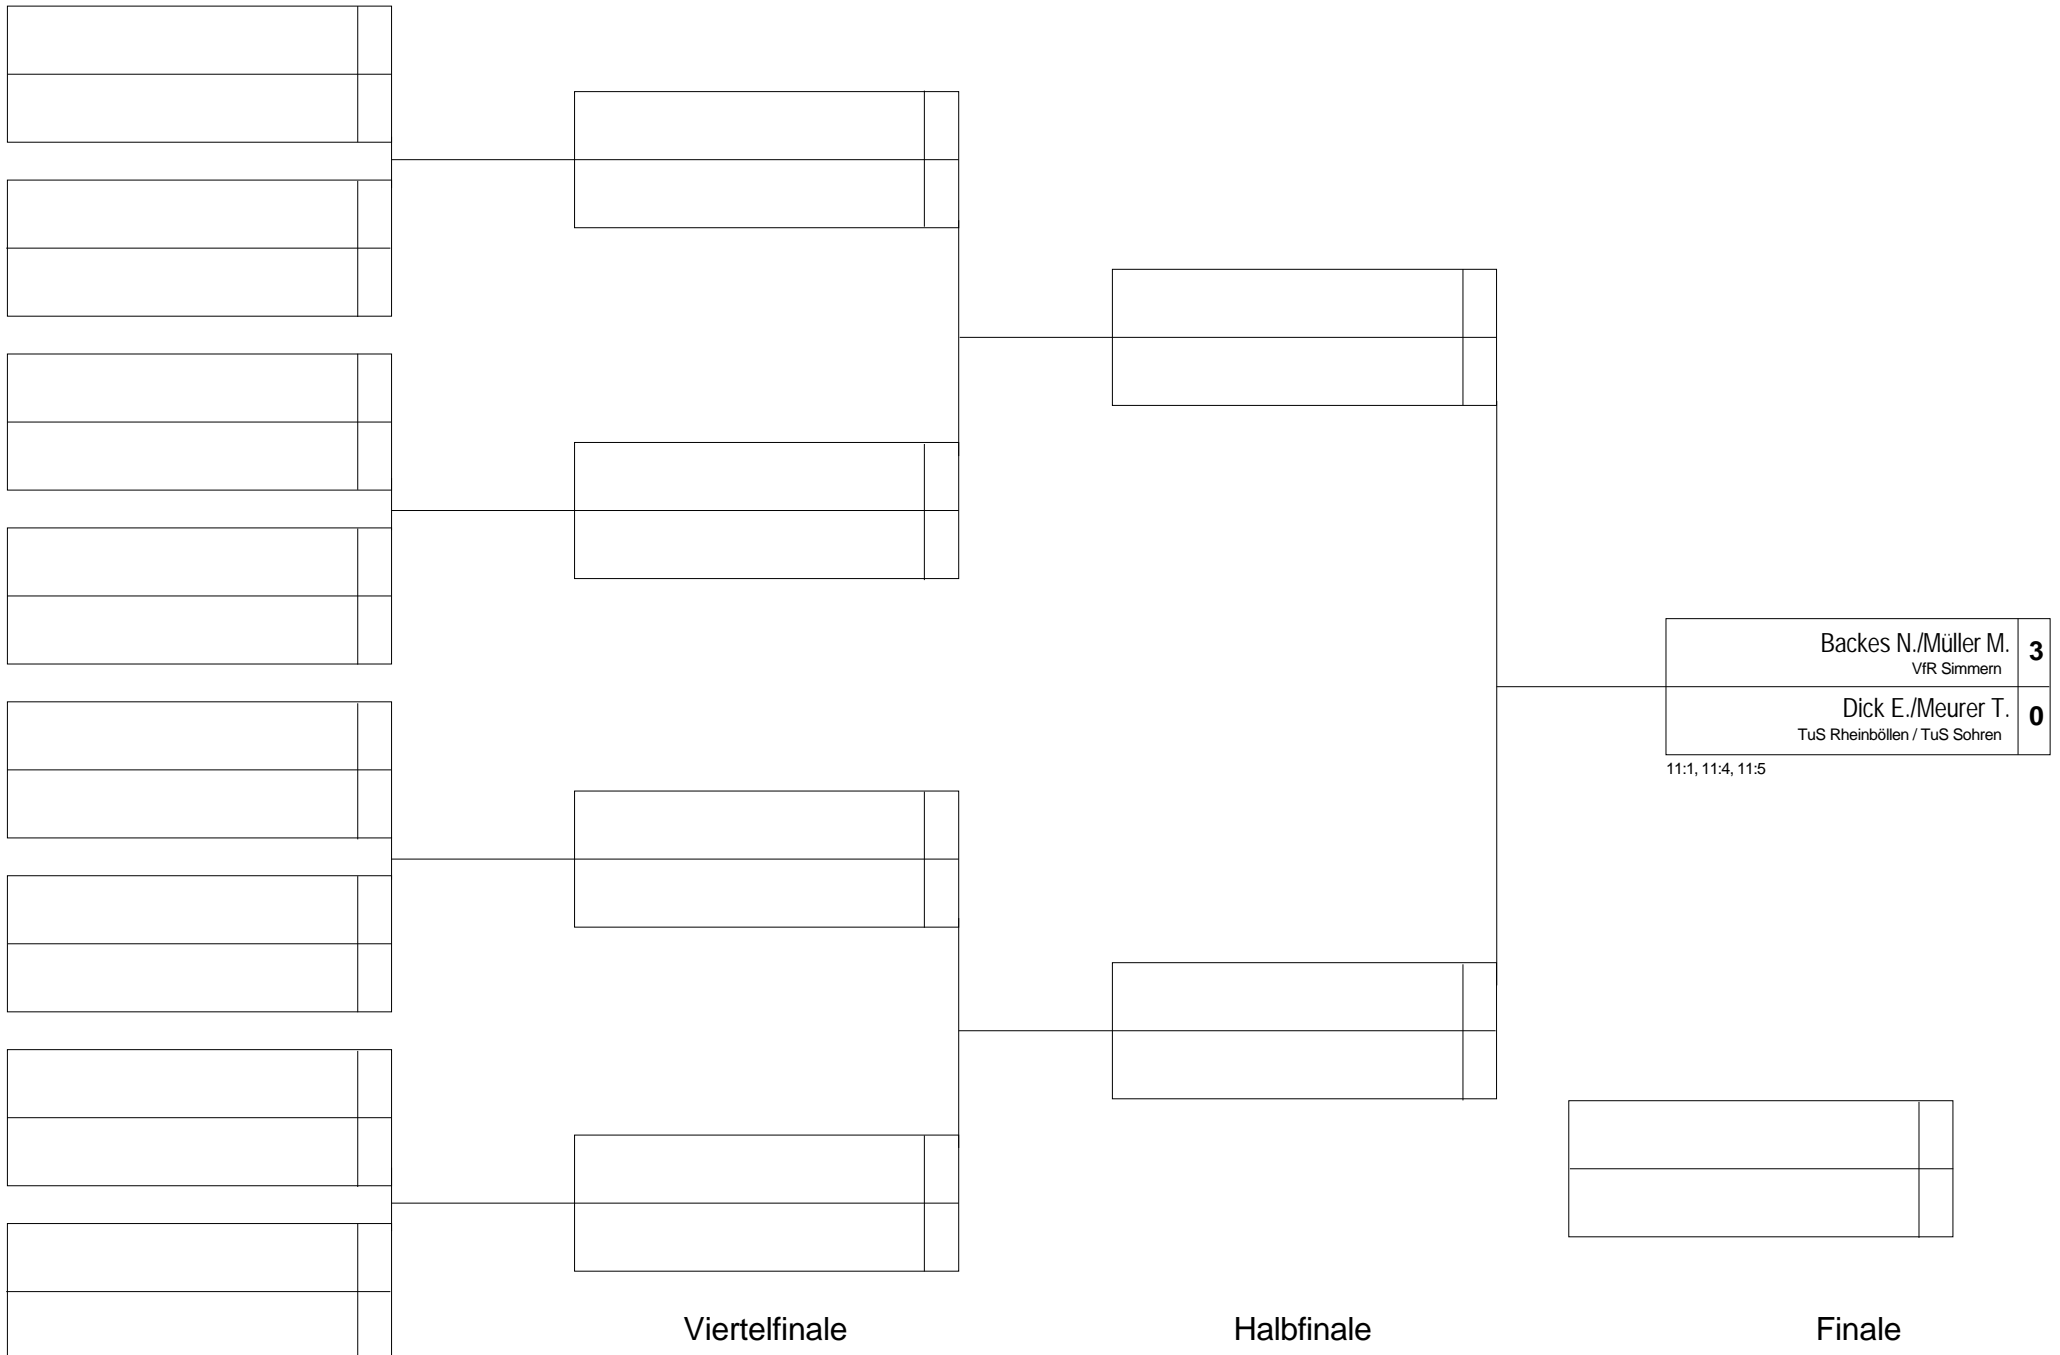 Backes N./Müller M.
3
VfR Simmern
Dick E./Meurer T.
0
TuS Rheinböllen / TuS Sohren
11:1, 11:4, 11:5
Viertelfinale
Halbfinale
Finale